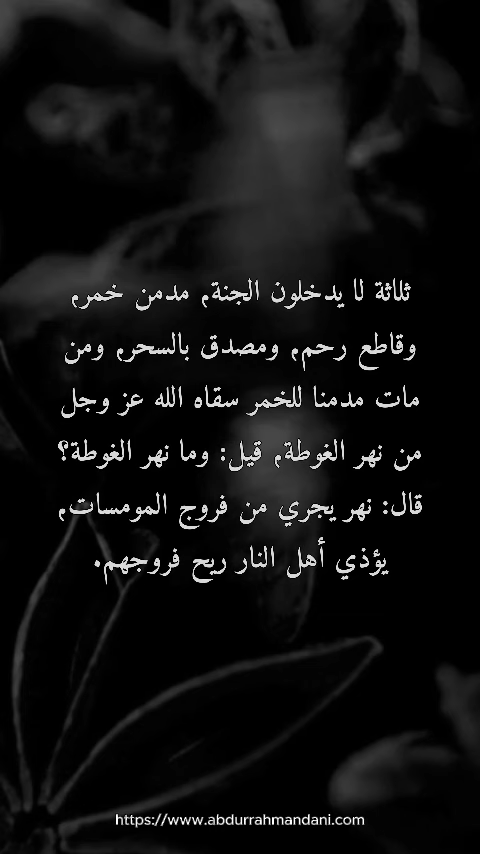 ثلاثة لا يدخلون الجنة، مدمن خمر،
وقاطع رحم، ومصدق بالسحر، ومن
مات مدمنا للخمر سقاه الله عز وجل
من نهر الغوطة، قيل: وما نهر الغوطة؟
قال: نهر يجري من فروج المومسات،
يؤذي أهل النار ريح فروجهم.
https://www.abdurrahmandani.com